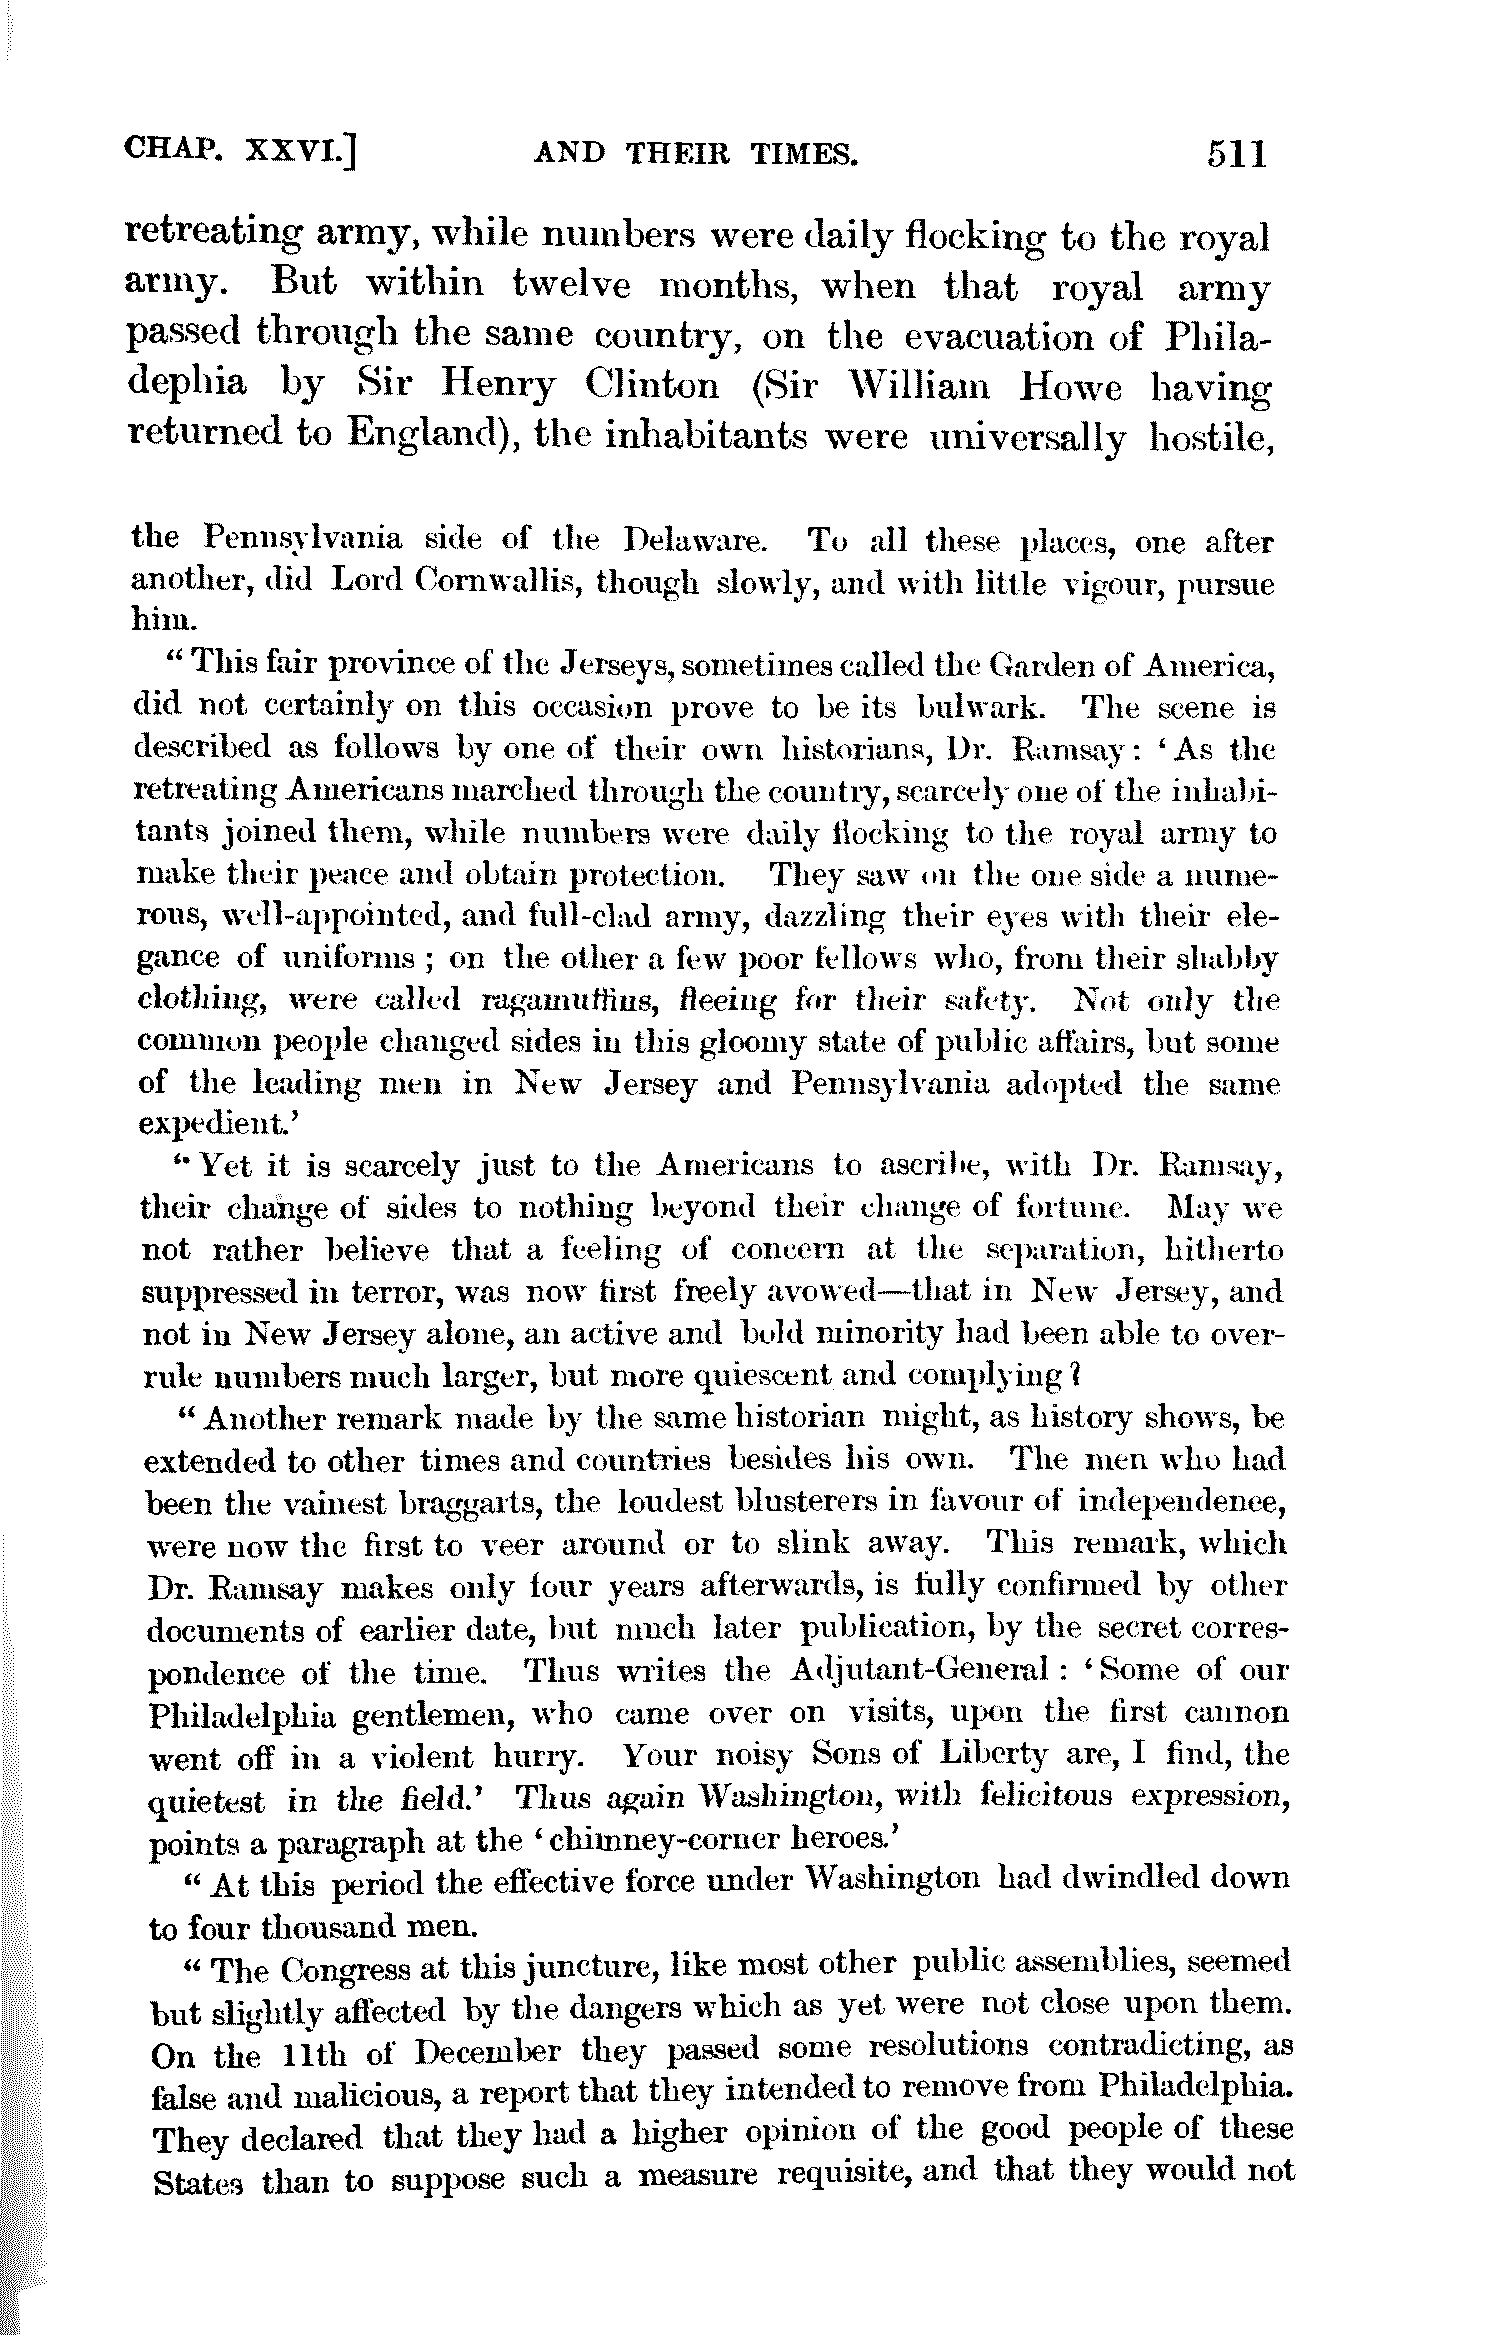 CHAP. XXVI.] AND THEIR TIMES. 511
retreating army, while numbers were daily flocking to the royal
army. But within twelve months, when that royal army
passed through the same country, on the evacuation of Phila-
dephia by Sir Henry Clinton (Sir William Howe having
returned to England), the inhabitants were universally hostile,
the Pennsylvania side of the Delaware. To all these places, one after
another, did Lord Cornwallis, though slowly, and with little vigour, pursue
him.
“ This fair province of the Jerseys, sometimes called the Garden of America,
did not certainly on this occasion prove to be its bulwark. The scene is
described as follows by one of their own historians, Dr. Ramsay: ‘ As the
retreating Americans marched through the country, scarcely one of the inhabi-
tants joined them, while numbers were daily flocking to the royal army to
make their peace and obtain protection. They saw on the one side a nume-
rous, well-appointed, and full-clad army, dazzling their eyes with their ele-
gance of uniforms ; on the other a few poor fellows who, from their shabby
clothing, were called ragamuffins, fleeing for their safety. Not only the
common people changed sides in this gloomy state of public affairs, but some
of the leading men in New Jersey and Pennsylvania adopted the same
expedient.’
“ Yet it is scarcely just to the Americans to ascribe, with Dr. Ramsay,
their change of sides to nothing beyond their change of fortune. May we
not rather believe that a feeling of concern at the separation, hitherto
suppressed in terror, was now first freely avowed—that in New Jersey, and
not in New Jersey alone, an active and bold minority had been able to over-
rule numbers much larger, but more quiescent and complying ?
“ Another remark made by the same historian might, as history shows, be
extended to other times and countries besides his own. The men who had
been the vainest braggarts, the loudest blusterers in favour of independence,
were now the first to veer around or to slink away. This remark, which
Dr. Ramsay makes only four years afterwards, is fully confirmed by other
documents of earlier date, but much later publication, by the secret corres-
pondence of the time. Thus writes the Adjutant-General : ‘ Some of our
Philadelphia gentlemen, who came over on visits, upon the first cannon
went off in a violent hurry. Your noisy Sons of Liberty are, I find, the
quietest in the field.’ Thus again Washington, with felicitous expression,
points a paragraph at the ‘ chimney-corner heroes.’
“ At this period the effective force under Washington had dwindled down
to four thousand men.
“ The Congress at this juncture, like most other public assemblies, seemed
but slightly affected by the dangers which as yet were not close upon them.
On the 11th of December they passed some resolutions contradicting, as
false and malicious, a report that they intended to remove from Philadelphia.
They declared that they had a higher opinion of the good people of these
States than to suppose such a measure requisite, and that they would not